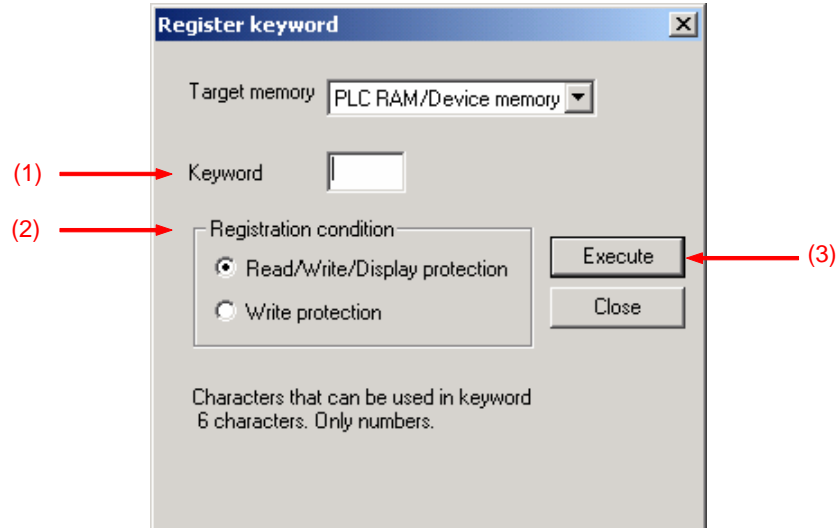 Register keyword
Target memory PLC RAM/Device memory
(1) Keyword
(2) Registration condition
Read/Write/Display protection
Execute (3)
Write protection
Close
Characters that can be used in keyword
6 characters. Only numbers.